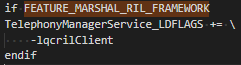 if FEATURE_MARSHAL_RIL_FRAMEWORK
TelephonyManagerService_LDFLAGS += \
    -lqcrilClient
endif